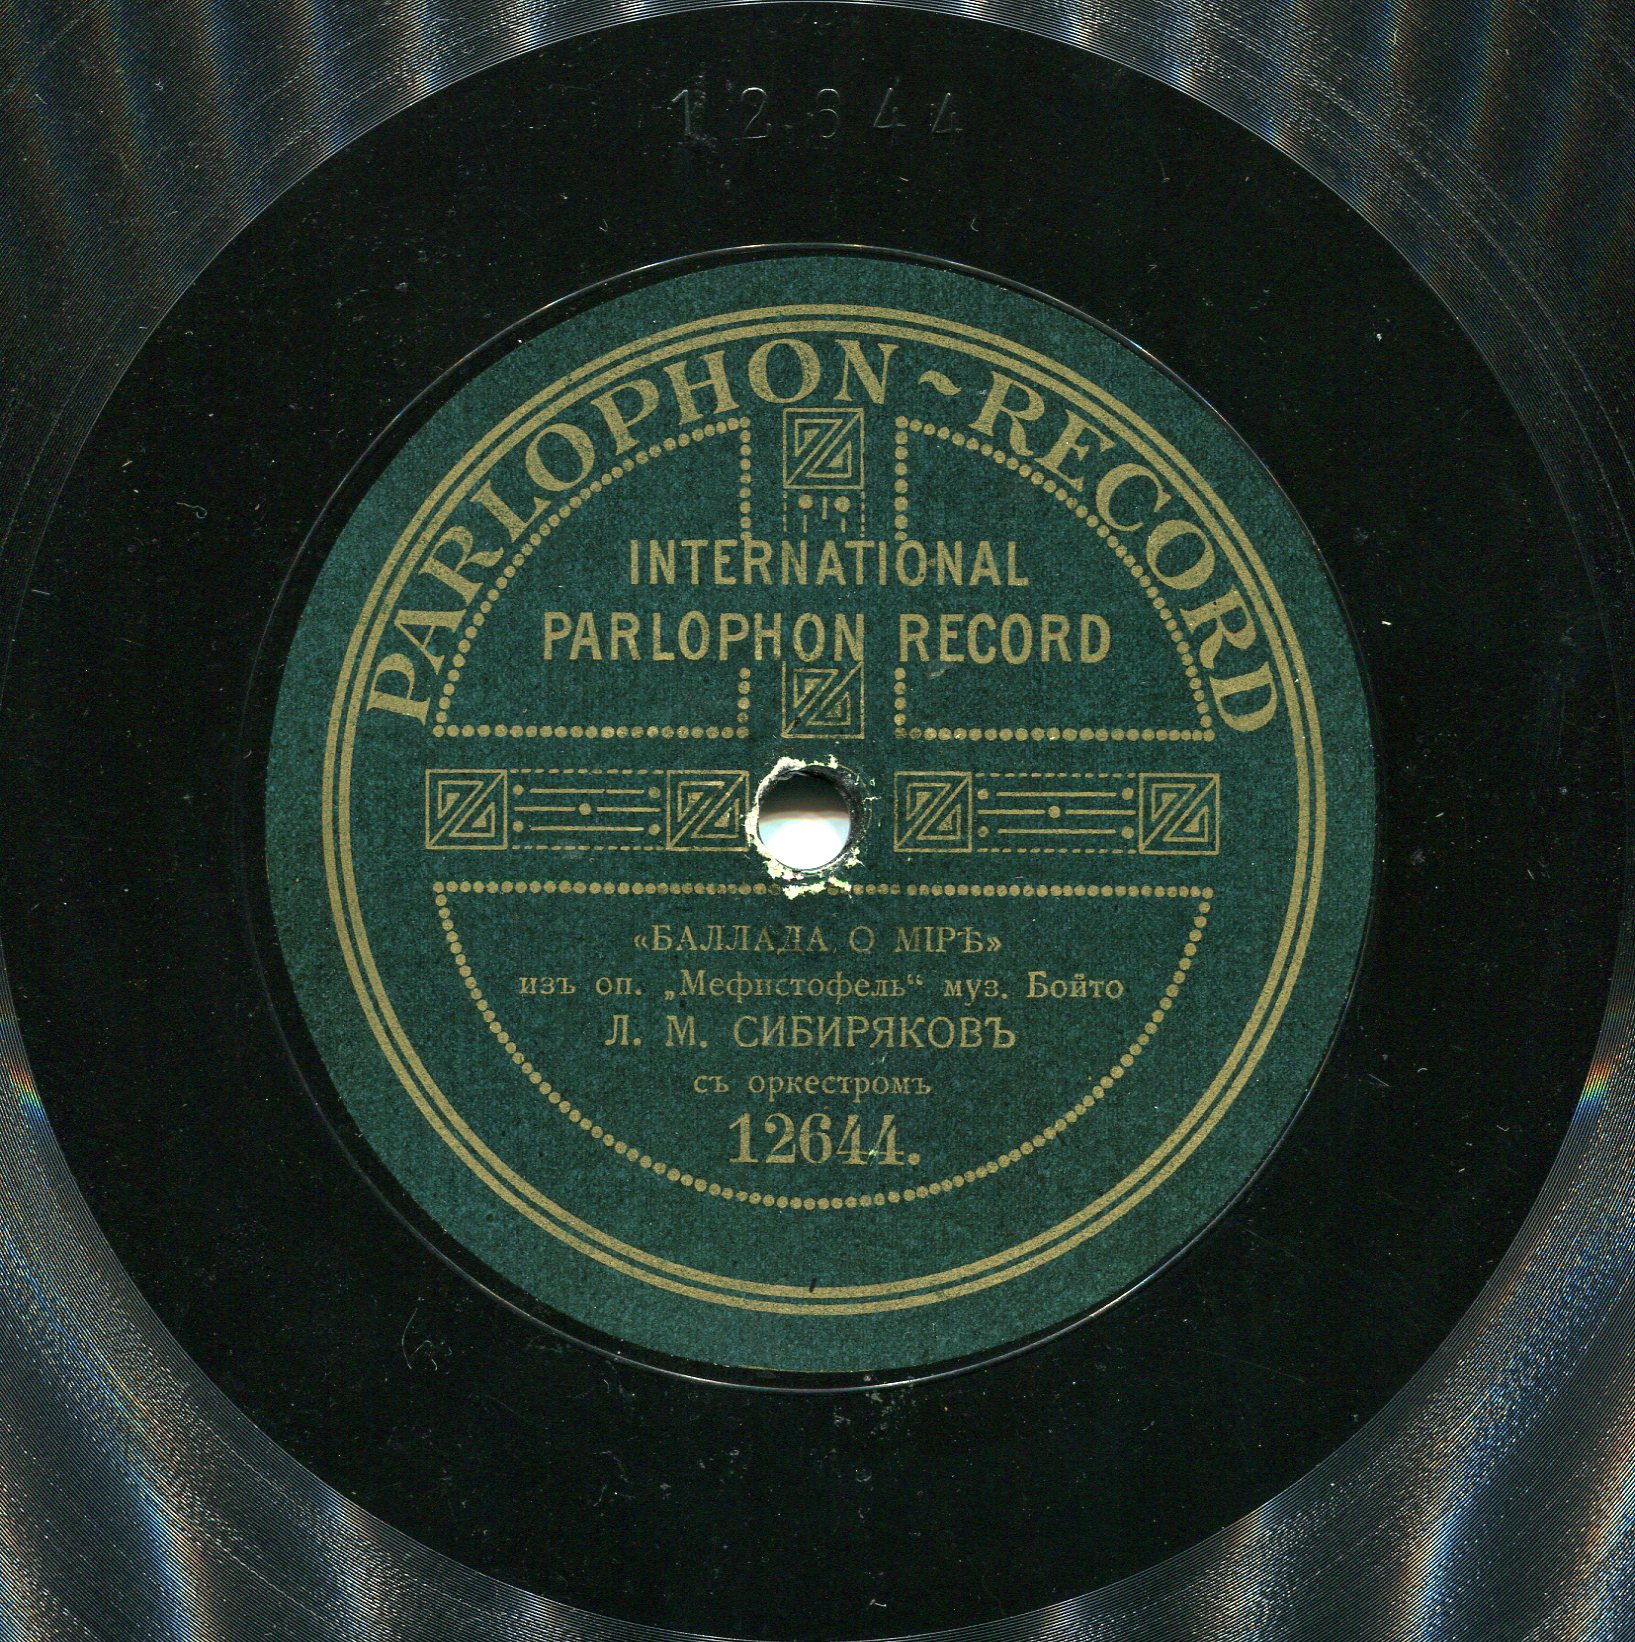 12644
PARLOPHON-RECORD
INTERNATIONAL
PARLOPHON RECORD
«БАЛЛАДА О МІРѢ»
изъ оп. „Мефистофель“ муз. Бойто
Л. М. СИБИРЯКОВЪ
съ оркестромъ
12644.